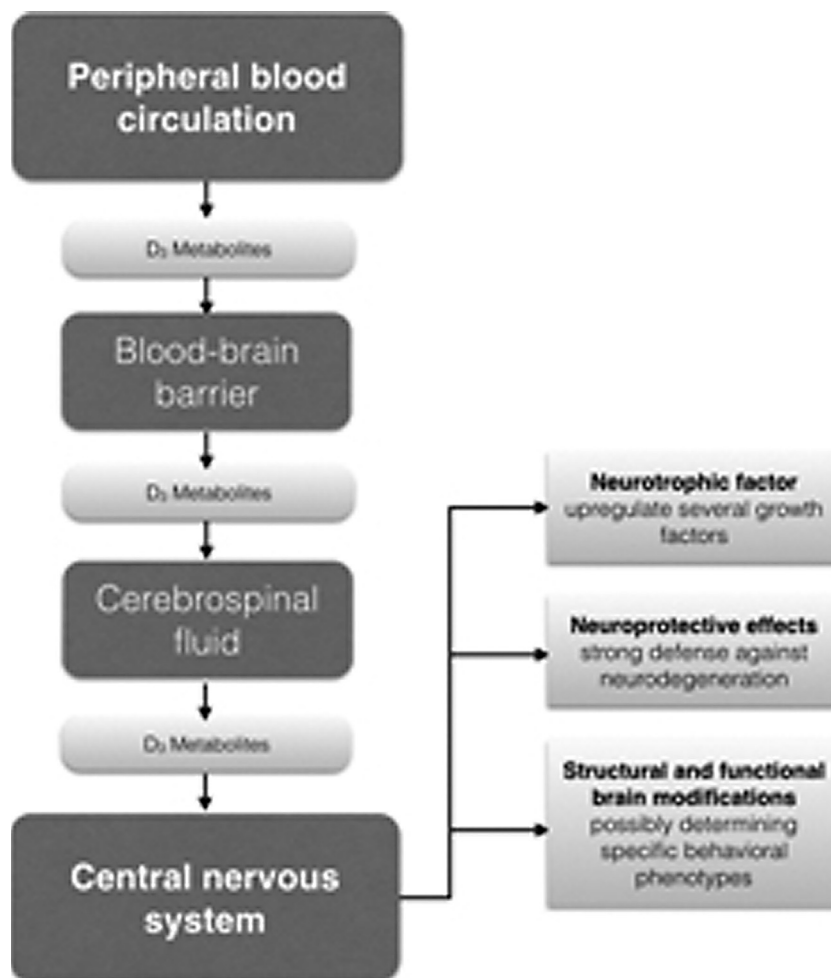 Peripheral blood
circulation
D₃ Metabolites
Blood-brain
barrier
D₃ Metabolites
Cerebrospinal
fluid
D₃ Metabolites
Central nervous
system
Neurotrophic factor
upregulate several growth
factors
Neuroprotective effects
strong defense against
neurodegeneration
Structural and functional
brain modifications
possibly determining
specific behavioral
phenotypes